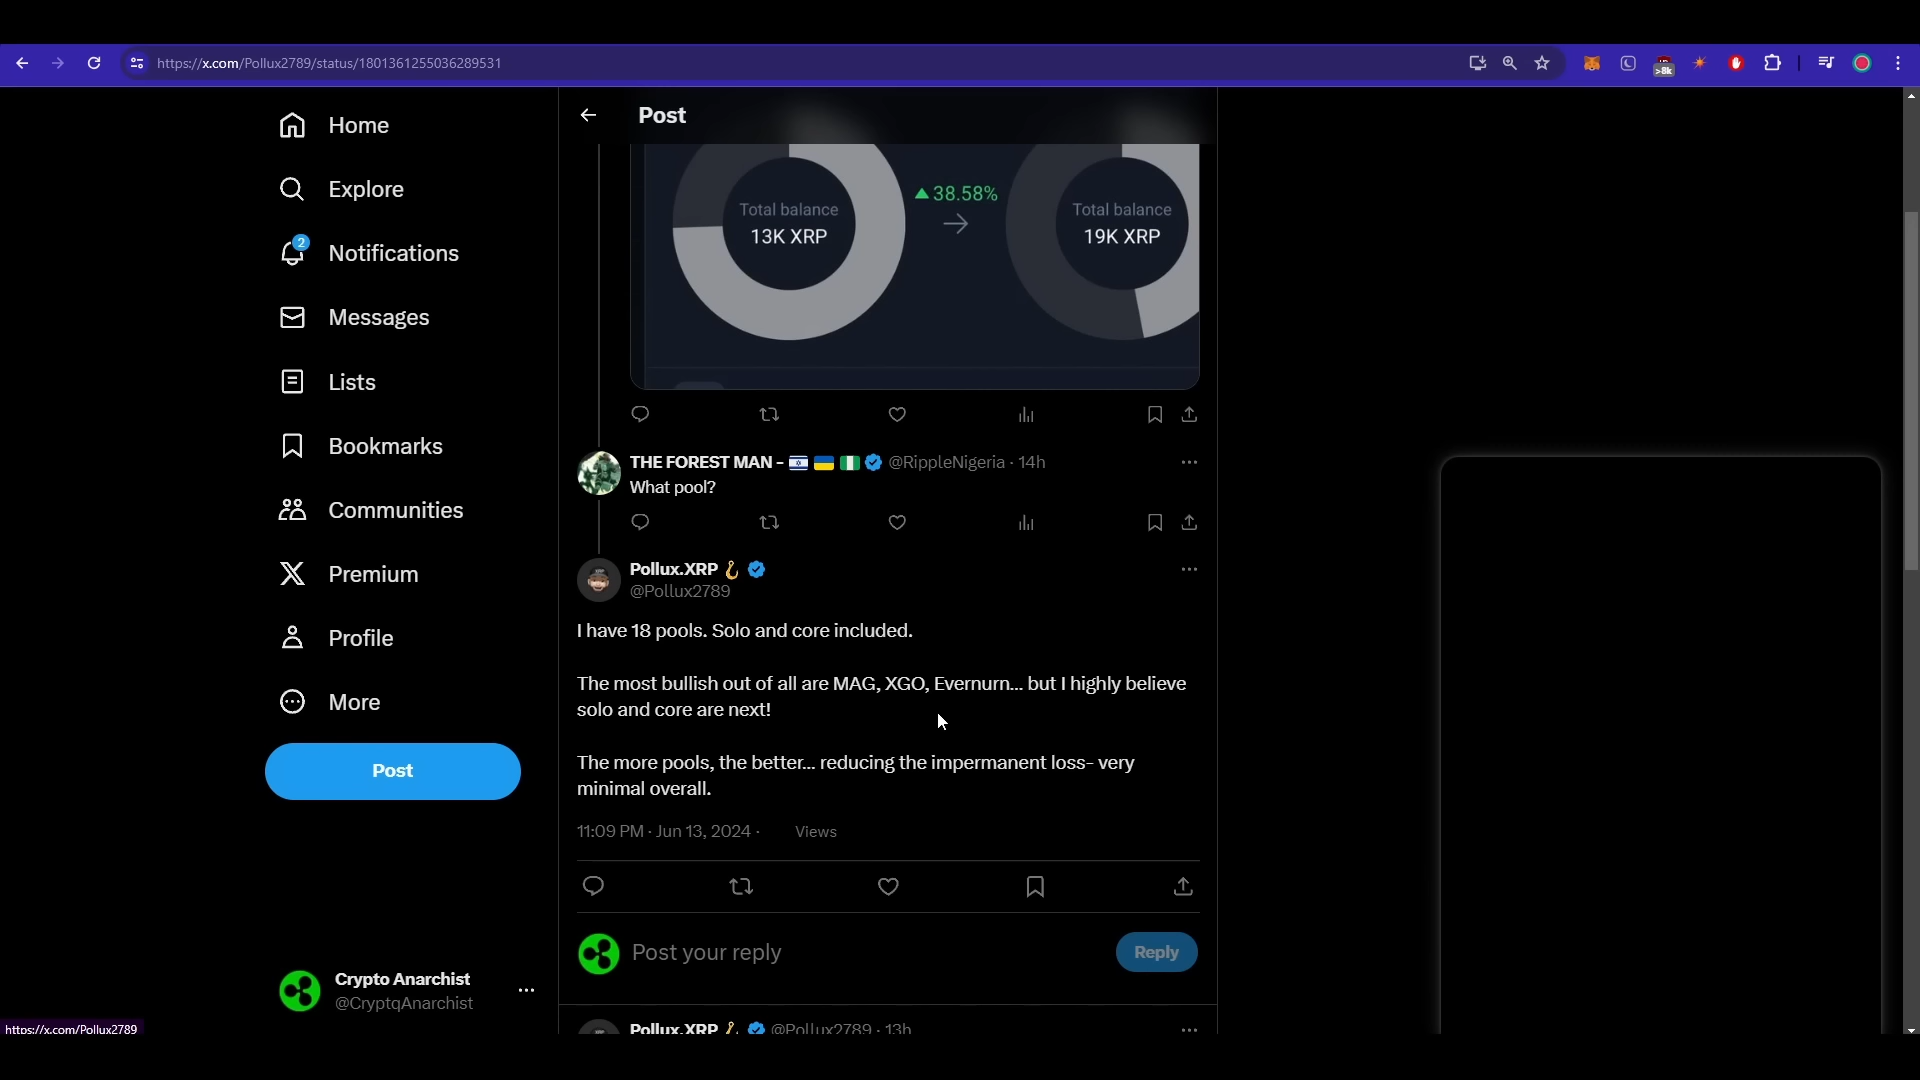 https://x.com/Pollux2789/status/1801361255036289531
>8k
Home
Explore
2
Notifications
Messages
Lists
Bookmarks
Communities
Premium
Profile
More
Post
Crypto Anarchist
@CryptqAnarchist
https://x.com/Pollux2789
Post
Total balance
13K XRP
38.58%
Total balance
19K XRP
THE FOREST MAN - @RippleNigeria · 14h
What pool?
Pollux.XRP
@Pollux2789
I have 18 pools. Solo and core included.
The most bullish out of all are MAG, XGO, Evernurn... but I highly believe
solo and core are next!
The more pools, the better... reducing the impermanent loss- very
minimal overall.
11:09 PM · Jun 13, 2024 · Views
Post your reply
Reply
Pollux.XRP @Pollux2789 · 13h